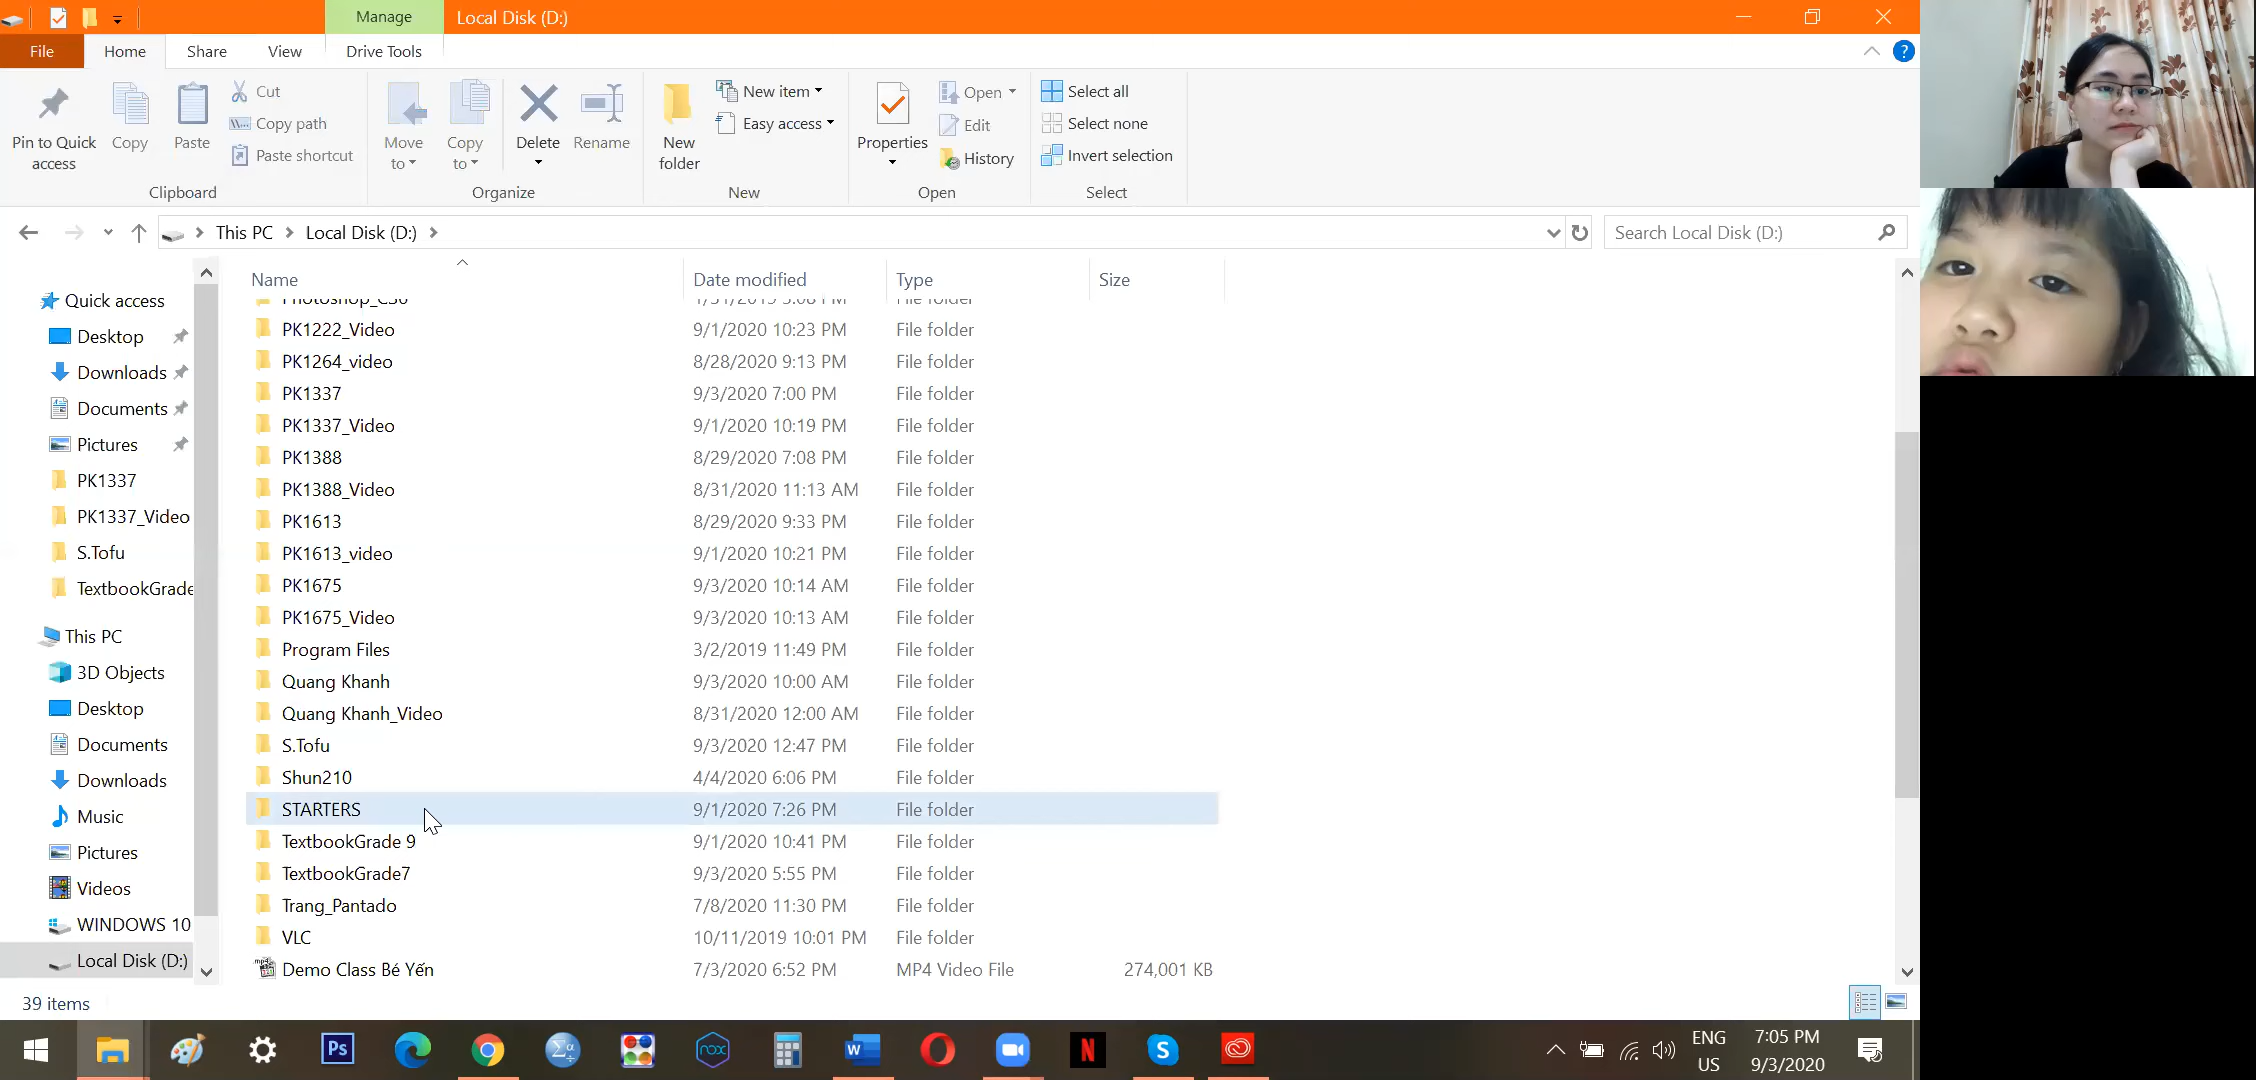 Manage
Local Disk (D:)
File
Home
Share
View
Drive Tools
Pin to Quick access
Copy
Paste
Cut
Copy path
Paste shortcut
Clipboard
Move to
Copy to
Delete
Rename
Organize
New folder
New item
Easy access
New
Properties
Open
Edit
History
Open
Select all
Select none
Invert selection
Select
This PC
Local Disk (D:)
Search Local Disk (D:)
Quick access
Desktop
Downloads
Documents
Pictures
PK1337
PK1337_Video
S.Tofu
TextbookGrade
This PC
3D Objects
Desktop
Documents
Downloads
Music
Pictures
Videos
WINDOWS 10
Local Disk (D:)
Name Date modified Type Size
PK1222_Video 9/1/2020 10:23 PM File folder
PK1264_video 8/28/2020 9:13 PM File folder
PK1337 9/3/2020 7:00 PM File folder
PK1337_Video 9/1/2020 10:19 PM File folder
PK1388 8/29/2020 7:08 PM File folder
PK1388_Video 8/31/2020 11:13 AM File folder
PK1613 8/29/2020 9:33 PM File folder
PK1613_video 9/1/2020 10:21 PM File folder
PK1675 9/3/2020 10:14 AM File folder
PK1675_Video 9/3/2020 10:13 AM File folder
Program Files 3/2/2019 11:49 PM File folder
Quang Khanh 9/3/2020 10:00 AM File folder
Quang Khanh_Video 8/31/2020 12:00 AM File folder
S.Tofu 9/3/2020 12:47 PM File folder
Shun210 4/4/2020 6:06 PM File folder
STARTERS 9/1/2020 7:26 PM File folder
TextbookGrade 9 9/1/2020 10:41 PM File folder
TextbookGrade7 9/3/2020 5:55 PM File folder
Trang_Pantado 7/8/2020 11:30 PM File folder
VLC 10/11/2019 10:01 PM File folder
Demo Class Bé Yến 7/3/2020 6:52 PM MP4 Video File 274,001 KB
39 items
Ps
nox
W
N
S
ENG
US
7:05 PM
9/3/2020